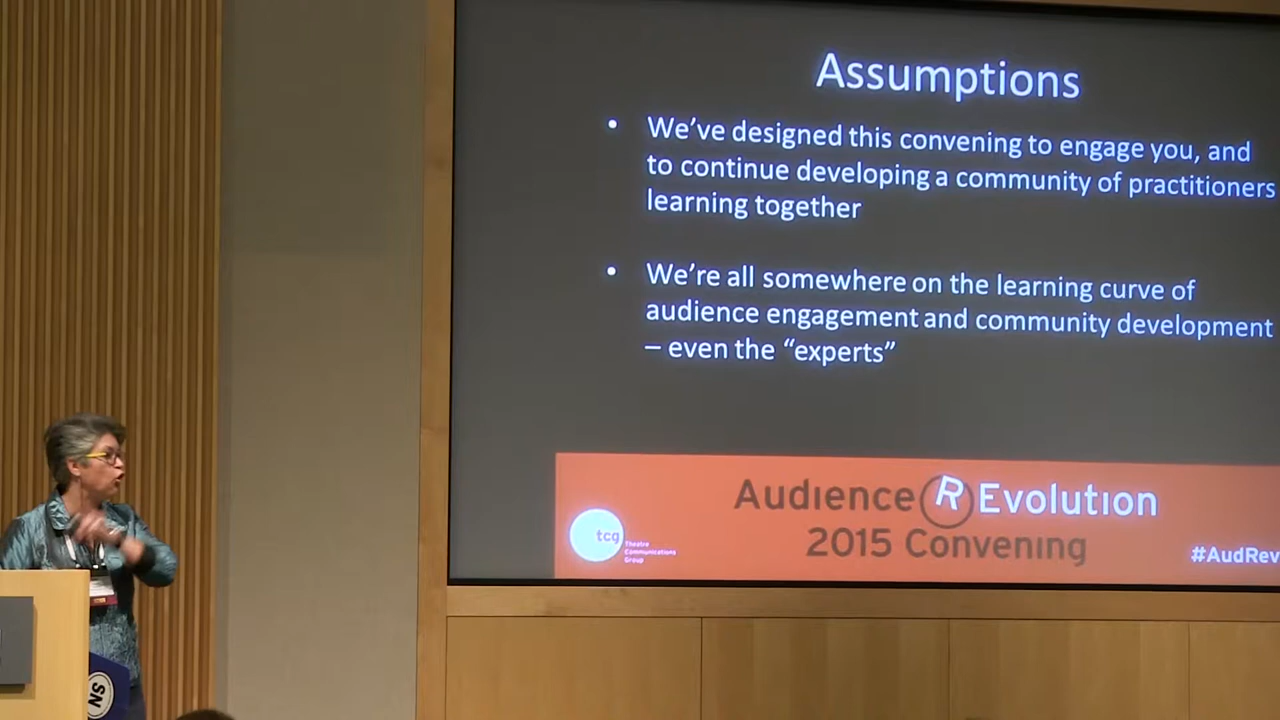 Assumptions
• We've designed this convening to engage you, and
to continue developing a community of practitioners
learning together
• We're all somewhere on the learning curve of
audience engagement and community development
– even the “experts”
Audience R Evolution
2015 Convening
tcg
Theatre
Communications
Group
#AudRev
SN